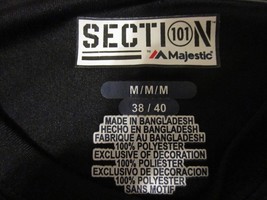 SECTION
101
by Majestic
M/M/M
38 / 40
MADE IN BANGLADESH
HECHO EN BANGLADESH
FABRIQUE AU BANGLADESH
100% POLYESTER
EXCLUSIVE OF DECORATION
100% POLIESTER
EXCLUSIVO DE DECORACION
100% POLYESTER
SANS MOTIF